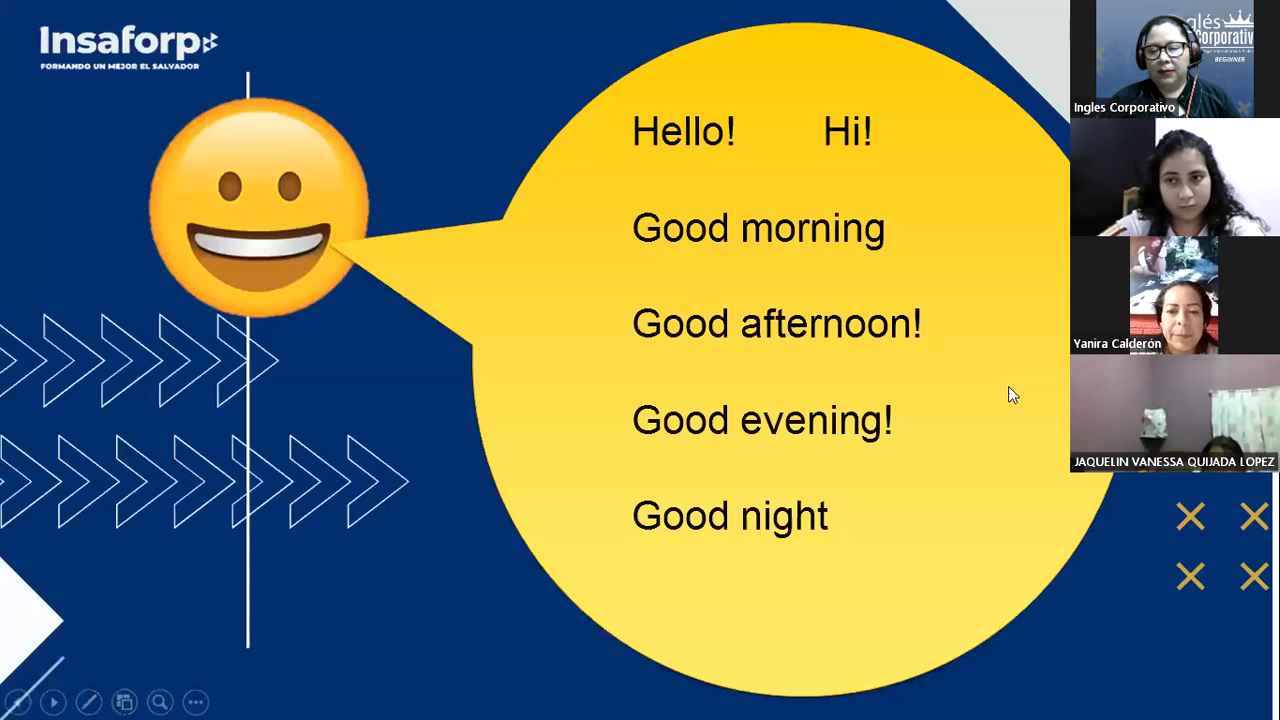 Insaforp
FORMANDO UN MEJOR EL SALVADOR
Hello! Hi!
Good morning
Good afternoon!
Good evening!
Good night
BEGINNER
Ingles Corporativo
Yanira Calderón
JAQUELIN VANESSA QUIJADA LOPEZ